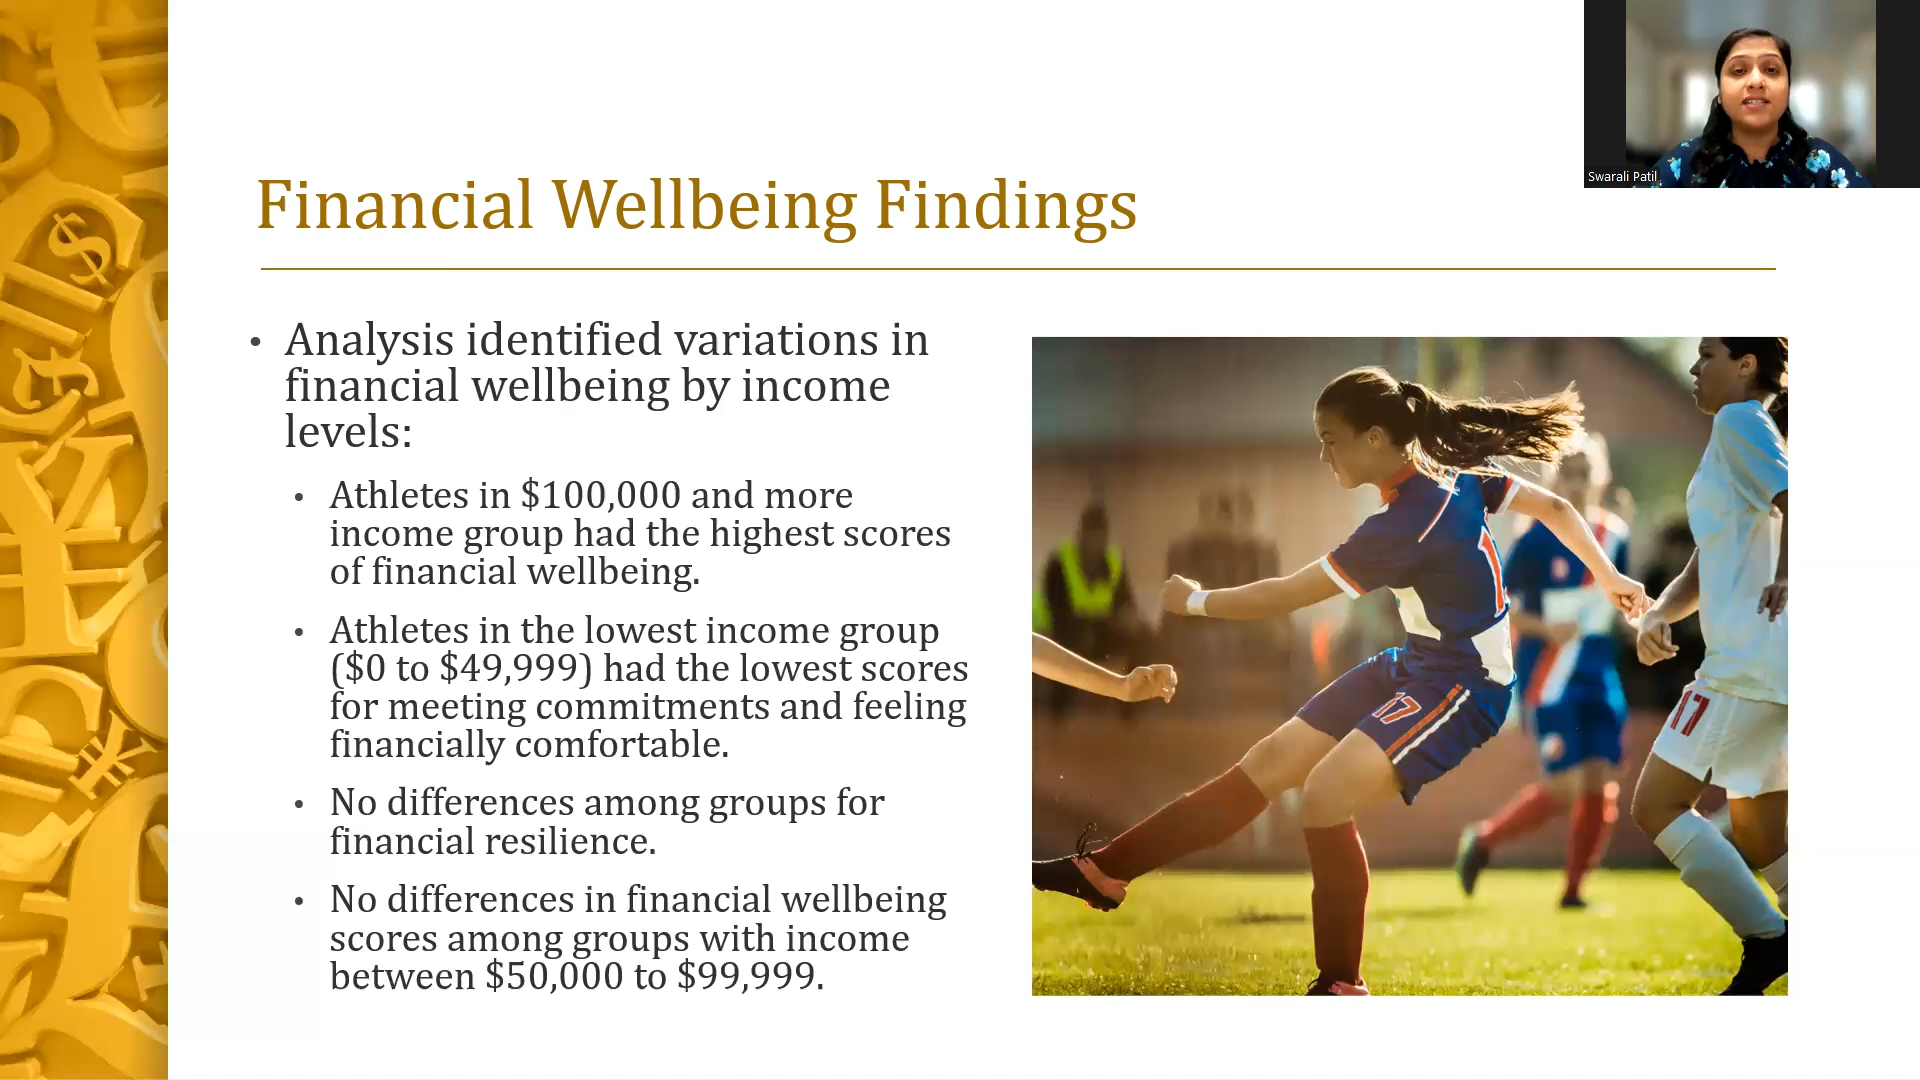 Swarali Patil
Financial Wellbeing Findings
• Analysis identified variations in
financial wellbeing by income
levels:
• Athletes in $100,000 and more
income group had the highest scores
of financial wellbeing.
• Athletes in the lowest income group
($0 to $49,999) had the lowest scores
for meeting commitments and feeling
financially comfortable.
• No differences among groups for
financial resilience.
• No differences in financial wellbeing
scores among groups with income
between $50,000 to $99,999.
17
17